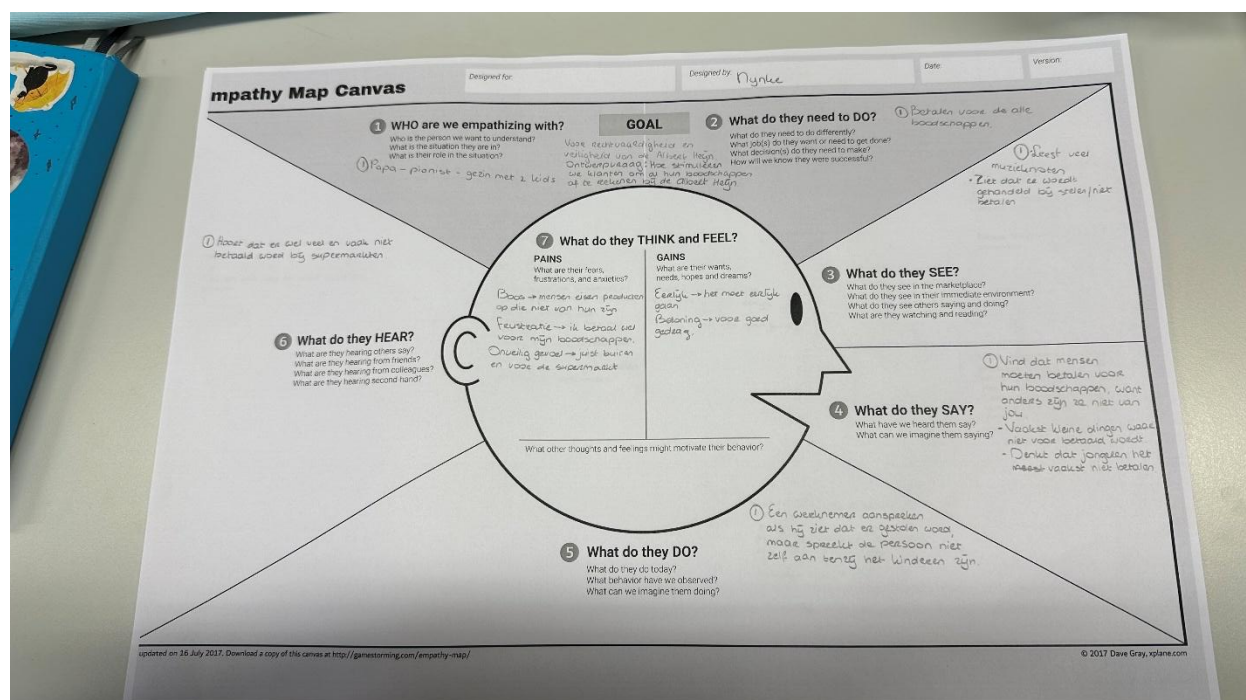 mpathy Map Canvas
Designed for:
Designed by:
Nynke
Date:
Version:
1 WHO are we empathizing with?
Who is the person we want to understand?
What is the situation they are in?
What is their role in the situation?
① Papa - pianist - gezin met 2 kids
GOAL
Voor rechtvaardigheid en
veiligheid van de Albert Heijn
Ontwerpvraag: Hoe stimuleren
we klanten om al hun boodschappen
af te rekenen bij de Albert Heijn
2 What do they need to DO?
What do they need to do differently?
What job(s) do they want or need to get done?
What decision(s) do they need to make?
How will we know they were successful?
① Betalen voor de alle
boodschappen.
① Leest veel
muzieknoten
• Ziet dat er wordt
gehandeld bij stelen/niet
betalen
3 What do they SEE?
What do they see in the marketplace?
What do they see in their immediate environment?
What do they see others saying and doing?
What are they watching and reading?
① Vind dat mensen
moeten betalen voor
hun boodschappen, want
anders zijn ze niet van
jou
- Vaakst kleine dingen waar
niet voor betaald wordt.
- Denkt dat jongeren het
vaakst niet betalen
4 What do they SAY?
What have we heard them say?
What can we imagine them saying?
① Een werknemer aanspreken
als hij ziet dat er gestolen word,
maar spreekt de persoon niet
zelf aan tenzij het kinderen zijn.
5 What do they DO?
What do they do today?
What behavior have we observed?
What can we imagine them doing?
① Hoort dat er wel veel en vaak niet
betaald word bij supermarkten
6 What do they HEAR?
What are they hearing others say?
What are they hearing from friends?
What are they hearing from colleagues?
What are they hearing second hand?
7 What do they THINK and FEEL?
PAINS
What are their fears,
frustrations, and anxieties?
Boos → mensen eisen producten
op die niet van hun zijn
Frustratie → ik betaal wel
voor mijn boodschappen.
Onveilig gevoel → just buiten
en voor de supermarkt
GAINS
What are their wants,
needs, hopes and dreams?
Eerlijk → het moet eerlijk
gaan
Beloning → voor goed
gedrag.
What other thoughts and feelings might motivate their behavior?
updated on 16 July 2017. Download a copy of this canvas at http://gamestorming.com/empathy-map/
© 2017 Dave Gray, xplane.com